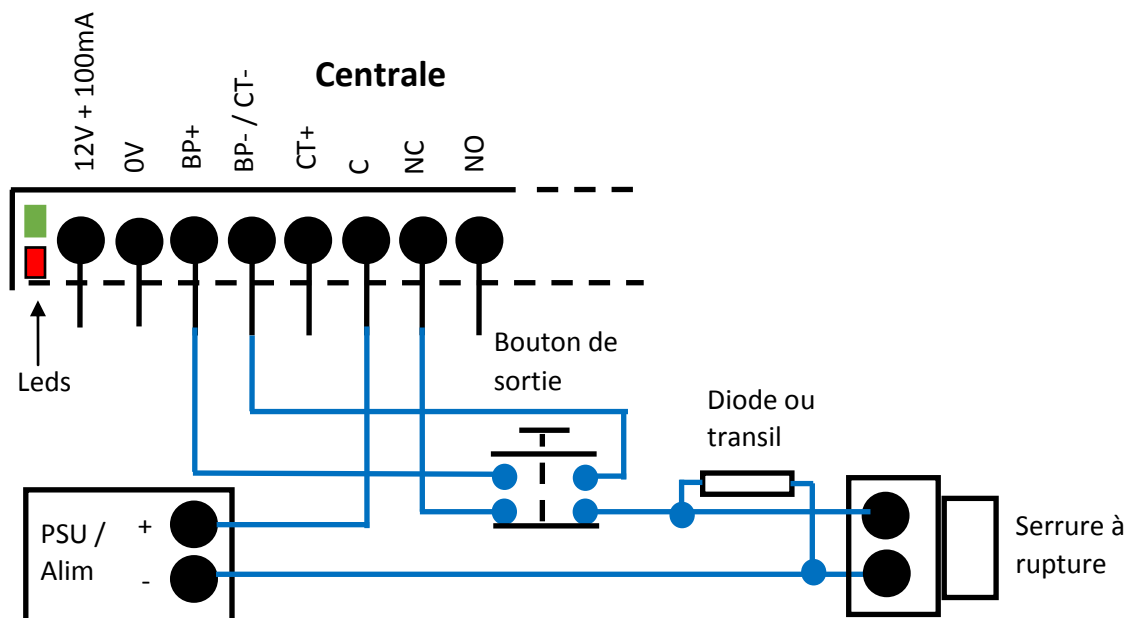 Centrale
12V + 100mA
0V
BP+
BP- / CT-
CT+
C
NC
NO
Leds
Bouton de
sortie
Diode ou
transil
PSU /
Alim
+
-
Serrure à
rupture